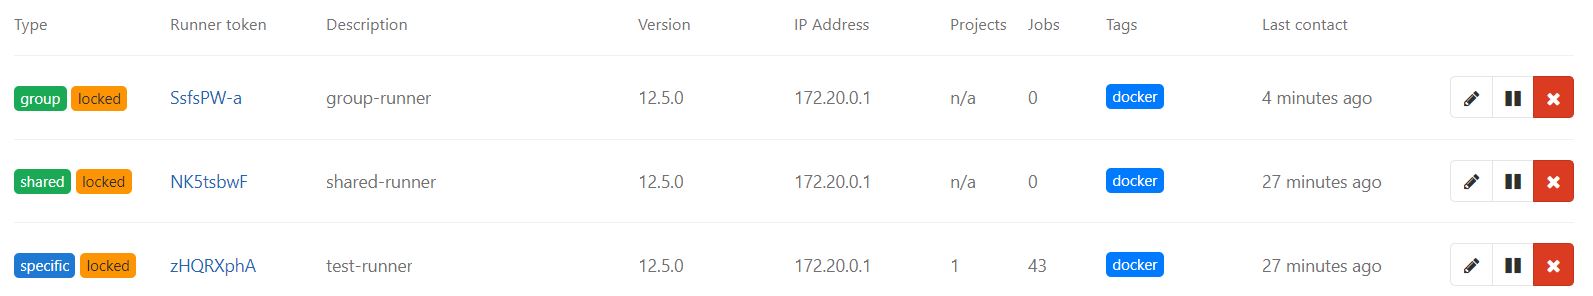 Type Runner token Description Version IP Address Projects Jobs Tags Last contact
group locked SsfsPW-a group-runner 12.5.0 172.20.0.1 n/a 0 docker 4 minutes ago
shared locked NK5tsbwF shared-runner 12.5.0 172.20.0.1 n/a 0 docker 27 minutes ago
specific locked zHQRXphA test-runner 12.5.0 172.20.0.1 1 43 docker 27 minutes ago